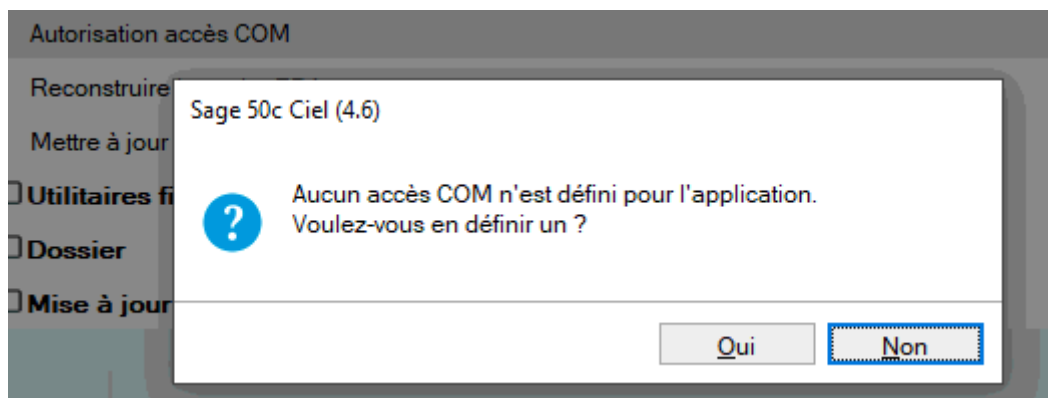 Autorisation accès COM
Reconstruire
Sage 50c Ciel (4.6)
Mettre à jour
Aucun accès COM n'est défini pour l'application.
Utilitaires
Voulez-vous en définir un ?
Dossier
Mise à jour
Oui Non